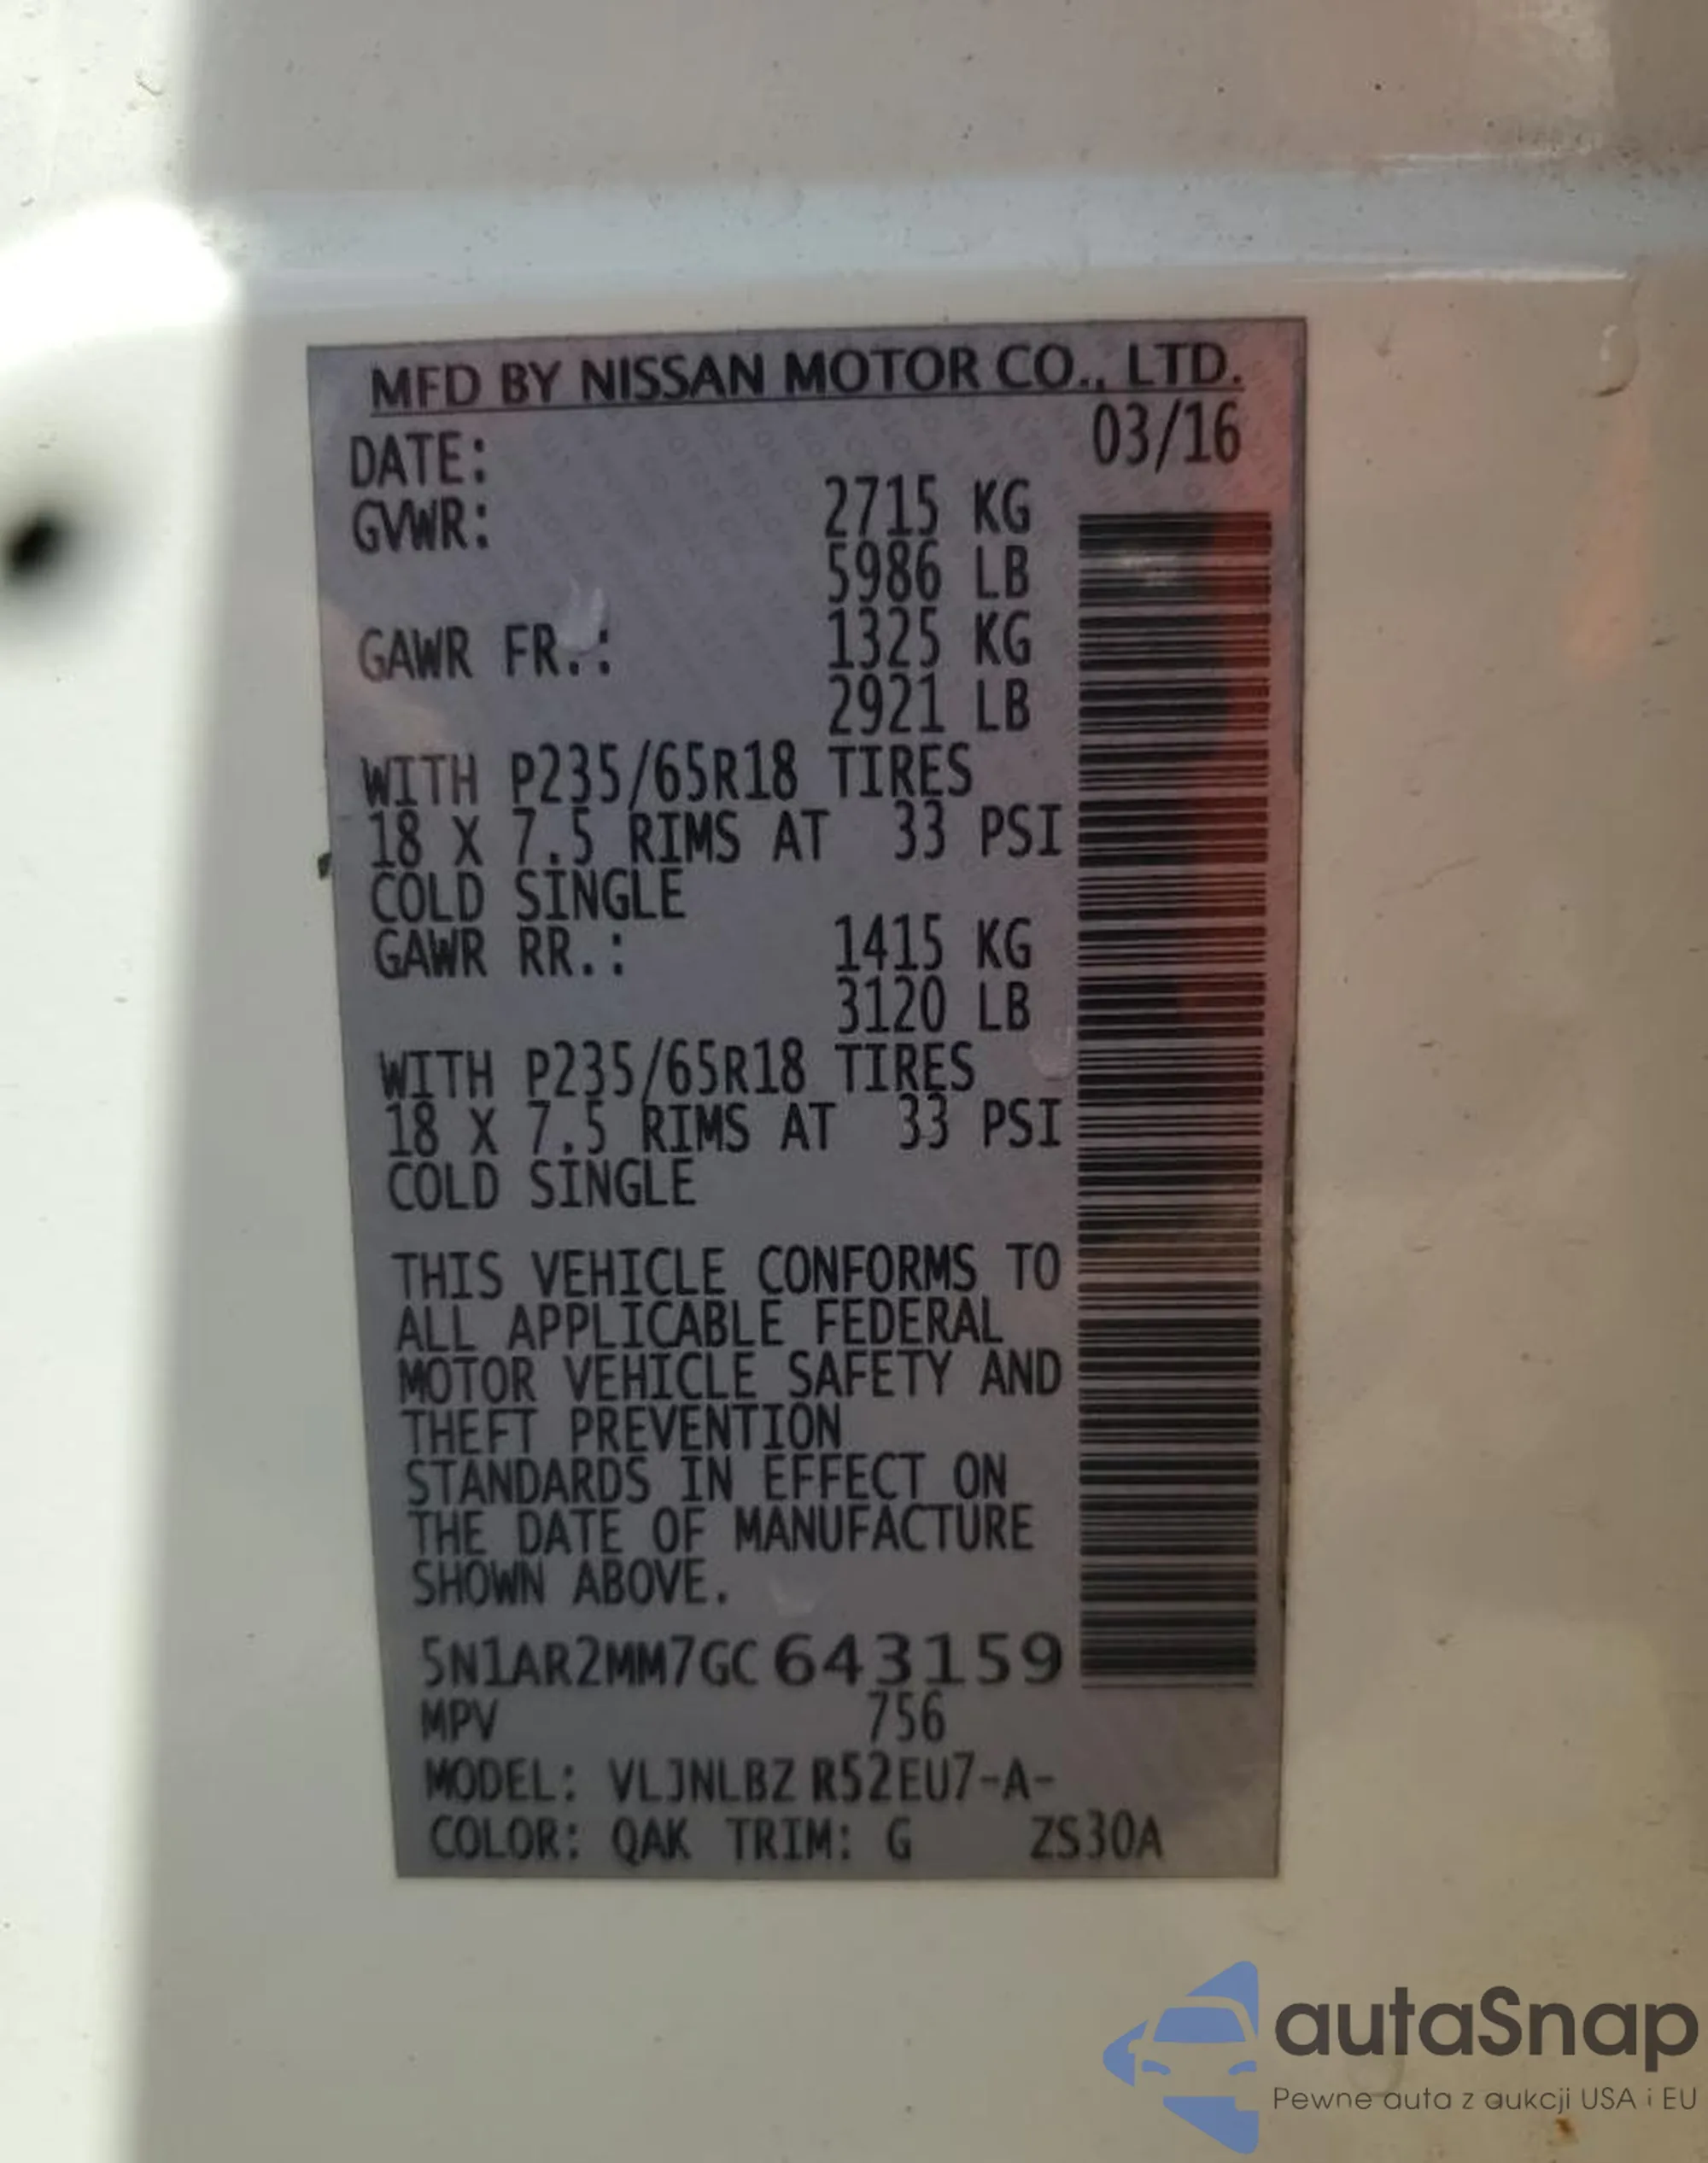 MFD BY NISSAN MOTOR CO., LTD.
DATE: 03/16
GVWR: 2715 KG
5986 LB
GAWR FR.: 1325 KG
2921 LB
WITH P235/65R18 TIRES
18 X 7.5 RIMS AT 33 PSI
COLD SINGLE
GAWR RR.: 1415 KG
3120 LB
WITH P235/65R18 TIRES
18 X 7.5 RIMS AT 33 PSI
COLD SINGLE
THIS VEHICLE CONFORMS TO
ALL APPLICABLE FEDERAL
MOTOR VEHICLE SAFETY AND
THEFT PREVENTION
STANDARDS IN EFFECT ON
THE DATE OF MANUFACTURE
SHOWN ABOVE.
5N1AR2MM7GC643159
MPV 756
MODEL: VLJNLBZ R52EU7-A-
COLOR: QAK TRIM: G ZS30A
autaSnap
Pewne auta z aukcji USA i EU